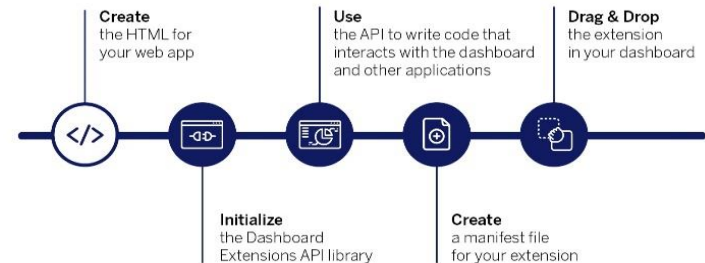 Create
the HTML for
your web app
Use
the API to write code that
interacts with the dashboard
and other applications
Drag & Drop
the extension
in your dashboard
</>
Initialize
the Dashboard
Extensions API library
Create
a manifest file
for your extension